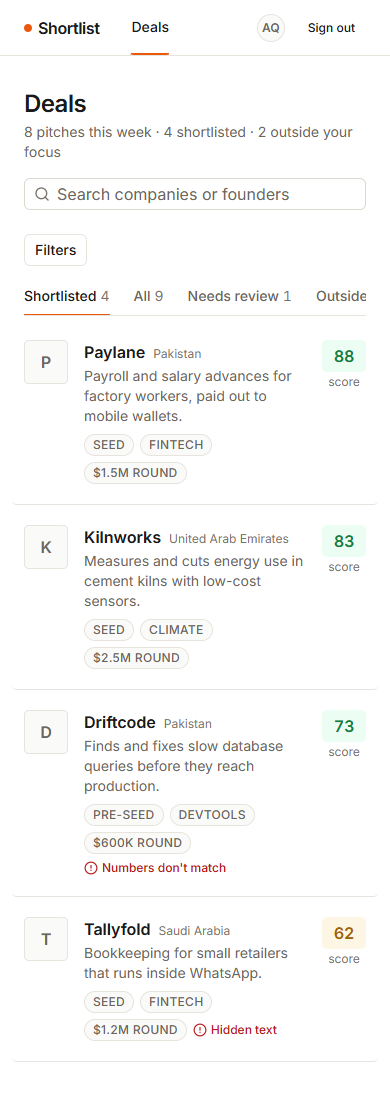 Shortlist Deals AQ Sign out
Deals
8 pitches this week · 4 shortlisted · 2 outside your
focus
Search companies or founders
Filters
Shortlisted 4 All 9 Needs review 1 Outside
P Paylane Pakistan 88
Payroll and salary advances for score
factory workers, paid out to
mobile wallets.
SEED FINTECH
$1.5M ROUND
K Kilnworks United Arab Emirates 83
Measures and cuts energy use in score
cement kilns with low-cost
sensors.
SEED CLIMATE
$2.5M ROUND
D Driftcode Pakistan 73
Finds and fixes slow database score
queries before they reach
production.
PRE-SEED DEVTOOLS
$600K ROUND
Numbers don't match
T Tallyfold Saudi Arabia 62
Bookkeeping for small retailers score
that runs inside WhatsApp.
SEED FINTECH
$1.2M ROUND Hidden text